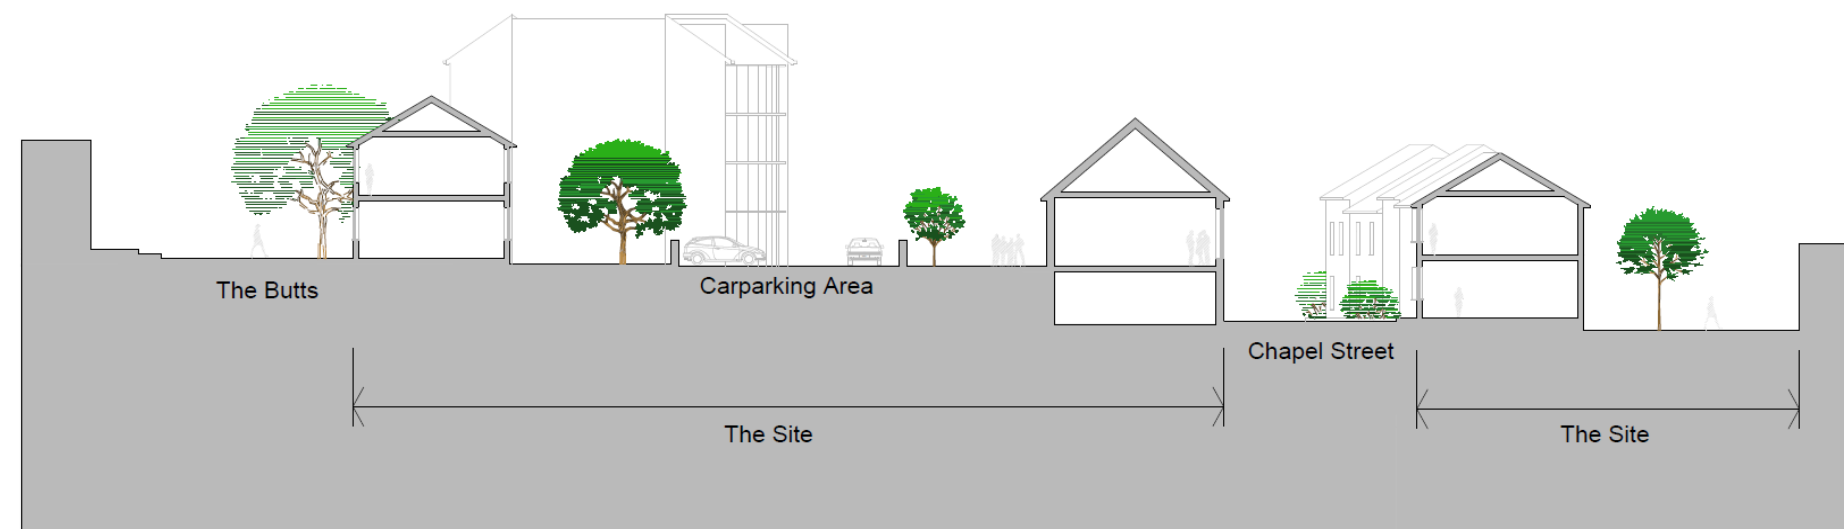 The Butts
Carparking Area
Chapel Street
The Site
The Site